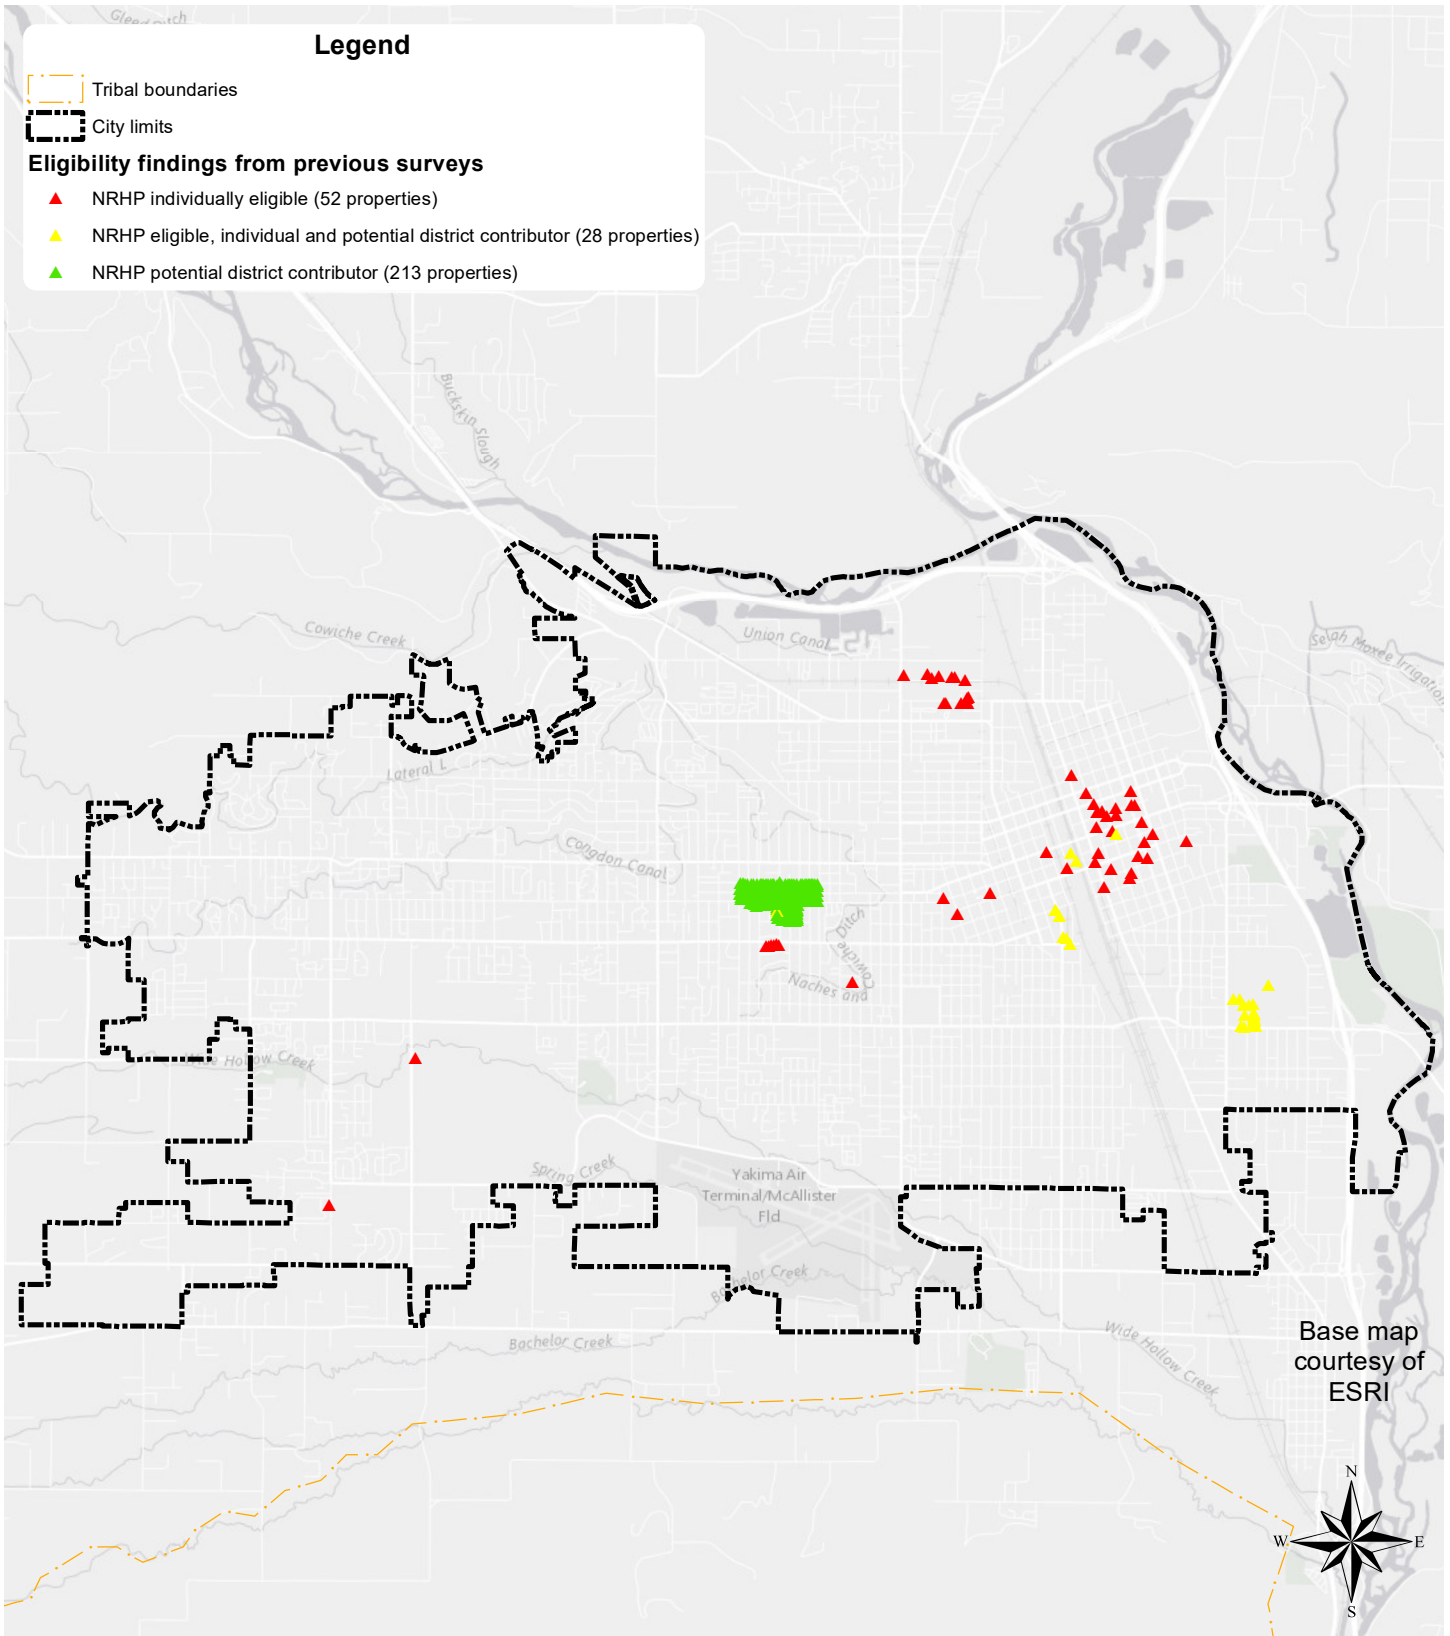 Gleed Ditch
Legend
Tribal boundaries
City limits
Eligibility findings from previous surveys
NRHP individually eligible (52 properties)
NRHP eligible, individual and potential district contributor (28 properties)
NRHP potential district contributor (213 properties)
Buckskin Slough
Cowiche Creek
Union Canal
Selah Moxee Irrigation
Lateral L
Congdon Canal
Naches and
Cowiche
Ditch
Wide Hollow Creek
Spring Creek
Yakima Air
Terminal/McAllister
Fld
Bachelor Creek
Bachelor Creek
Wide Hollow Creek
Base map
courtesy of
ESRI
N
W
E
S